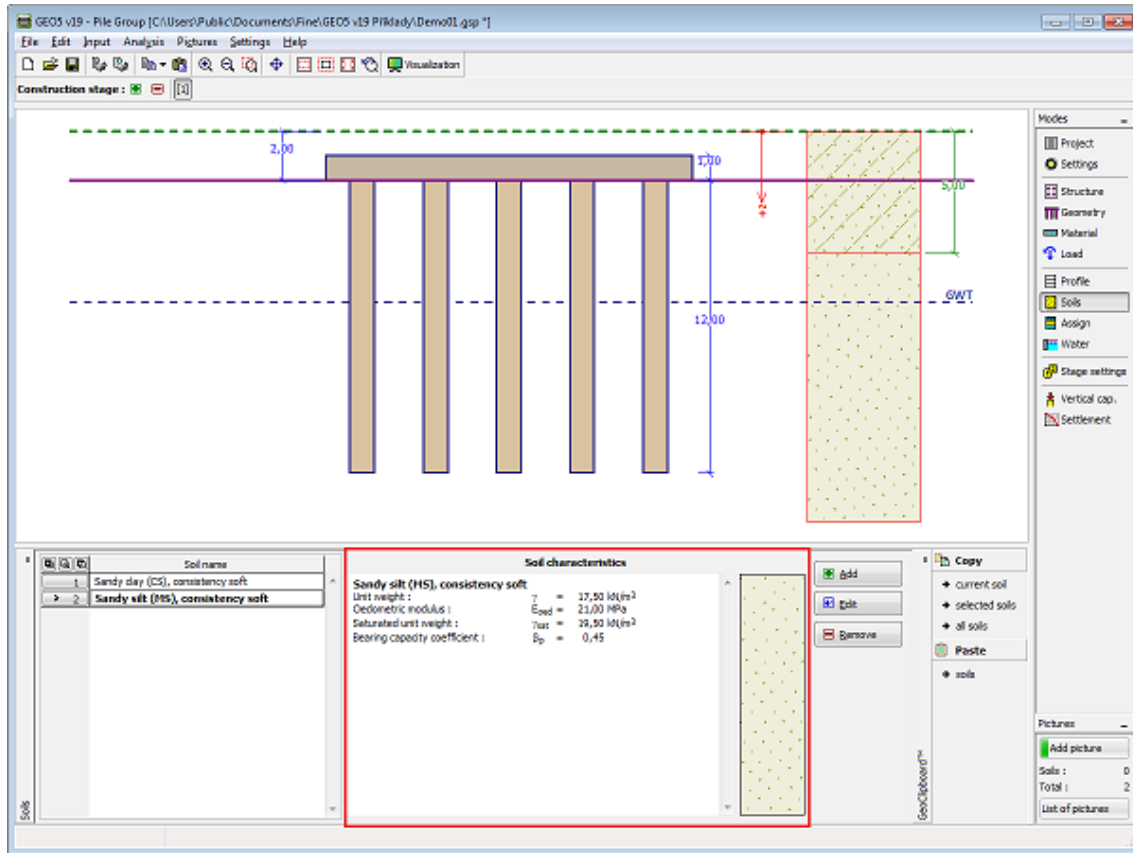 GEO5 v19 - Pile Group [C:\Users\Public\Documents\Fine\GEO5 v19 Příklady\Demo01.gsp *]
File Edit Input Analysis Pictures Settings Help
Visualization
Construction stage : [1]
2,00
1,00
+z
5,00
GWT
12,00
Modes
Project
Settings
Structure
Geometry
Material
Load
Profile
Soils
Assign
Water
Stage settings
Vertical cap.
Settlement
Soil name
1 Sandy clay (CS), consistency soft
> 2 Sandy silt (MS), consistency soft
Soil characteristics
Sandy silt (MS), consistency soft
Unit weight : γ = 17,50 kN/m³
Oedometric modulus : Eoed = 21,00 MPa
Saturated unit weight : γsat = 19,50 kN/m³
Bearing capacity coefficient : βp = 0,45
Add
Edit
Remove
Copy
current soil
selected soils
all soils
Paste
soils
GeoClipboard™
Soils
Pictures
Add picture
Soils : 0
Total : 2
List of pictures